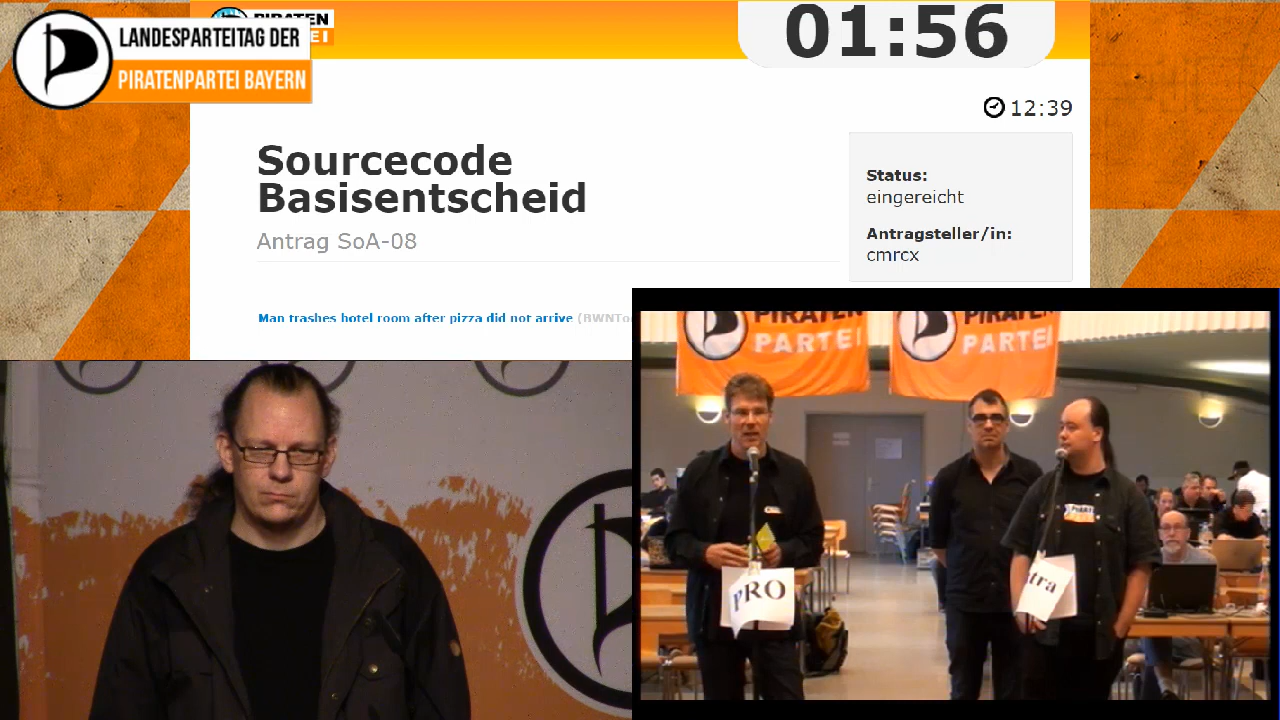 LANDESPARTEITAG DER
PIRATENPARTEI BAYERN
PIRATEN
01:56
12:39
Sourcecode
Basisentscheid
Antrag SoA-08
Status:
eingereicht
Antragsteller/in:
cmrcx
Man trashes hotel room after pizza did not arrive
PIRATEN
PARTEI
PIRATEN
PARTEI
PRO